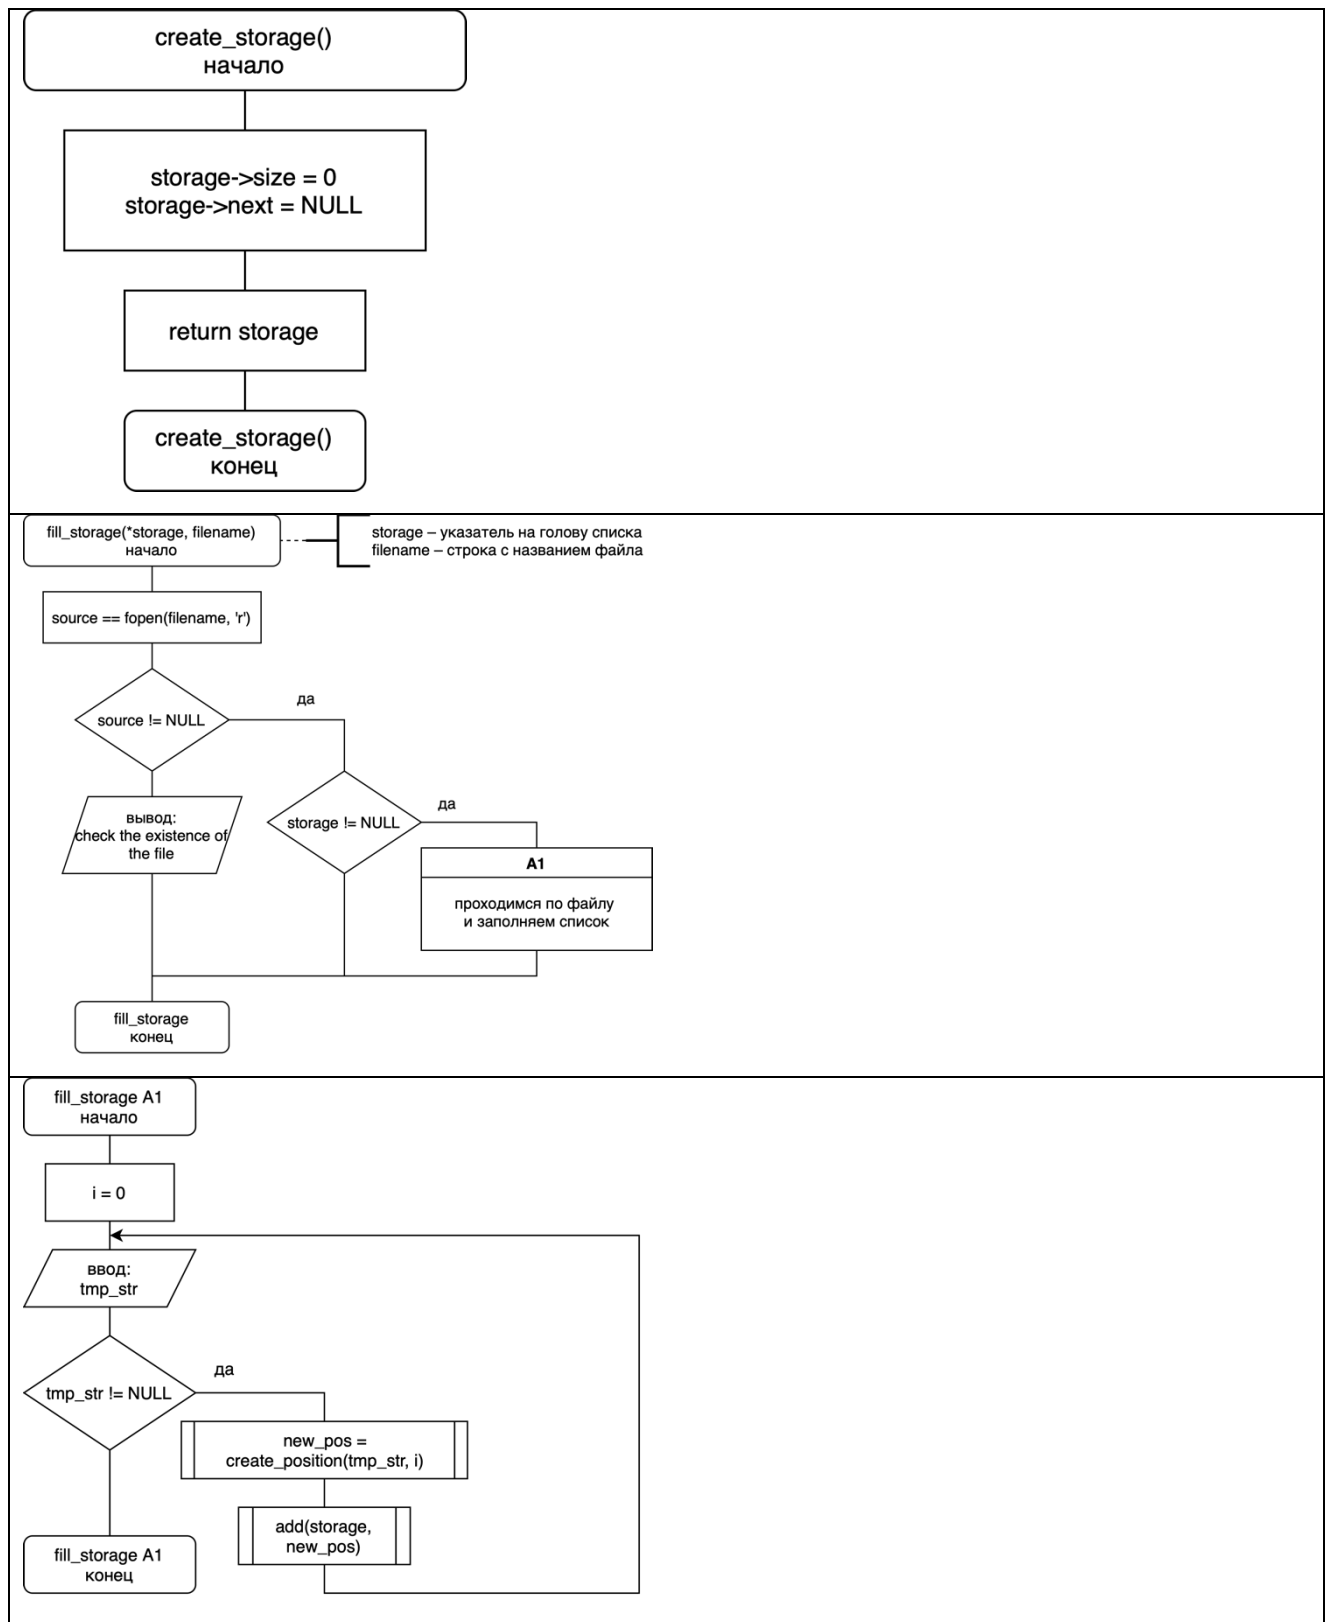 create_storage()
начало
storage->size = 0
storage->next = NULL
return storage
create_storage()
конец
fill_storage(*storage, filename)
начало
storage – указатель на голову списка
filename – строка с названием файла
source == fopen(filename, 'r')
source != NULL
да
вывод:
check the existence of
the file
storage != NULL
да
A1
проходимся по файлу
и заполняем список
fill_storage
конец
fill_storage A1
начало
i = 0
ввод:
tmp_str
tmp_str != NULL
да
new_pos =
create_position(tmp_str, i)
add(storage,
new_pos)
fill_storage A1
конец